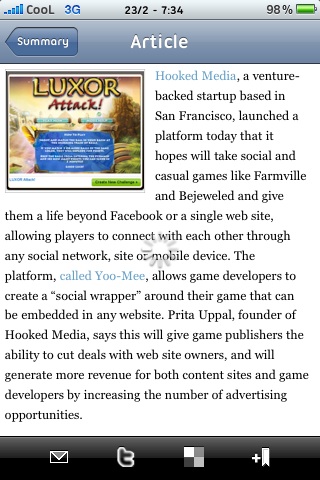 CooL 3G 23/2 - 7:34 98%
Summary
Article
LUXOR
Attack!
HOW TO PLAY
LUXOR Attack!
Create New Challenge
Hooked Media, a venture-
backed startup based in
San Francisco, launched a
platform today that it
hopes will take social and
casual games like Farmville
and Bejeweled and give
them a life beyond Facebook or a single web site,
allowing players to connect with each other through
any social network, site or mobile device. The
platform, called Yoo-Mee, allows game developers to
create a “social wrapper” around their game that can
be embedded in any website. Prita Uppal, founder of
Hooked Media, says this will give game publishers the
ability to cut deals with web site owners, and will
generate more revenue for both content sites and game
developers by increasing the number of advertising
opportunities.